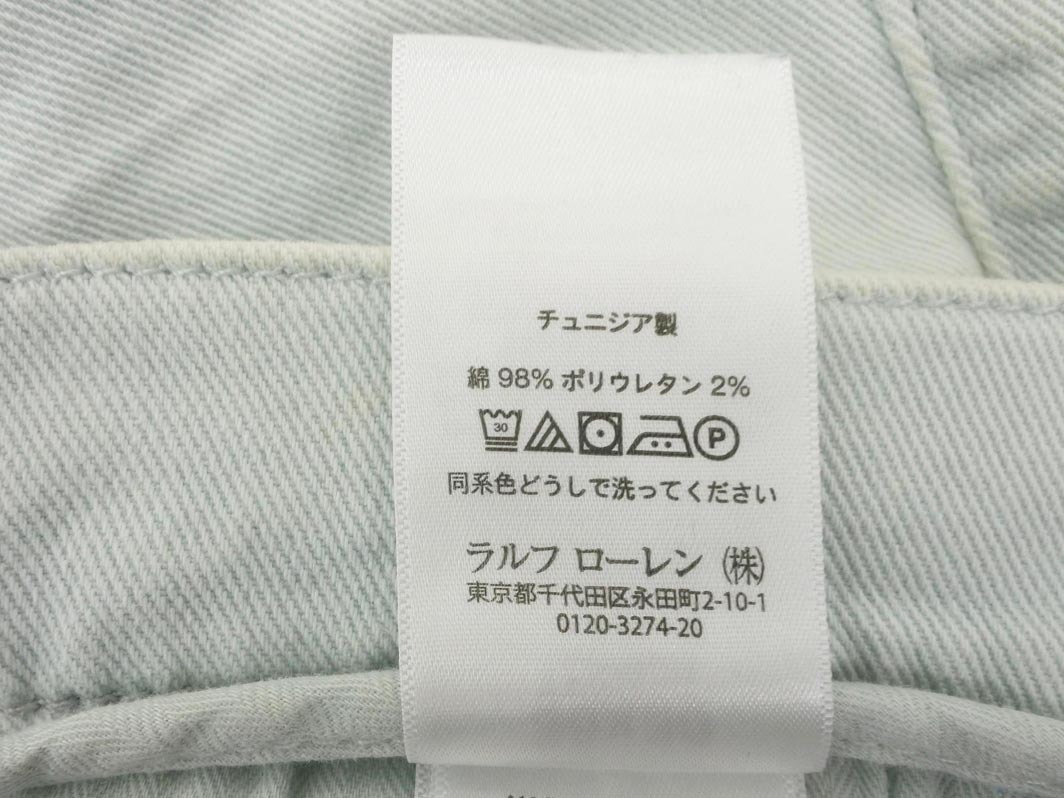 チュニジア製
綿 98% ポリウレタン 2%
30 P
同系色どうしで洗ってください
ラルフ ローレン (株)
東京都千代田区永田町2-10-1
0120-3274-20